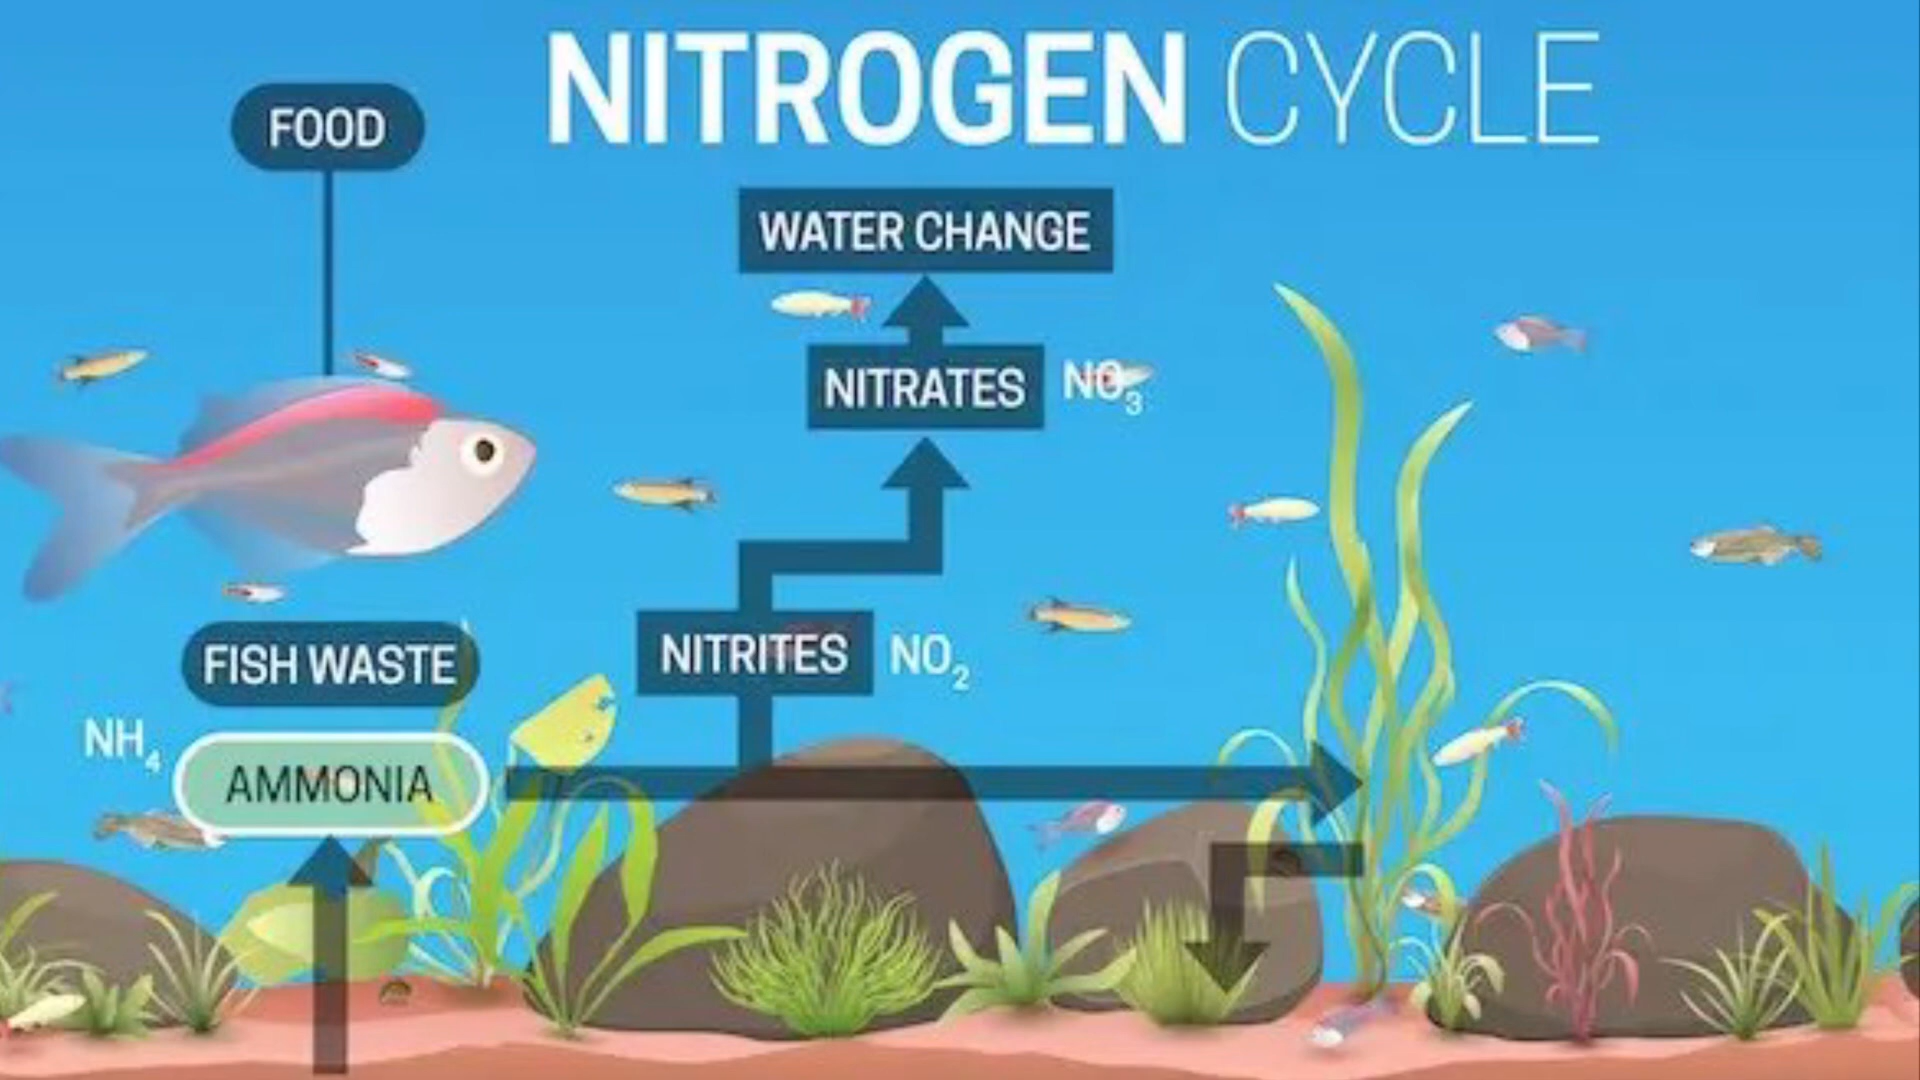 NITROGEN CYCLE
FOOD
WATER CHANGE
NITRATES NO3
NITRITES NO2
FISH WASTE
NH4
AMMONIA